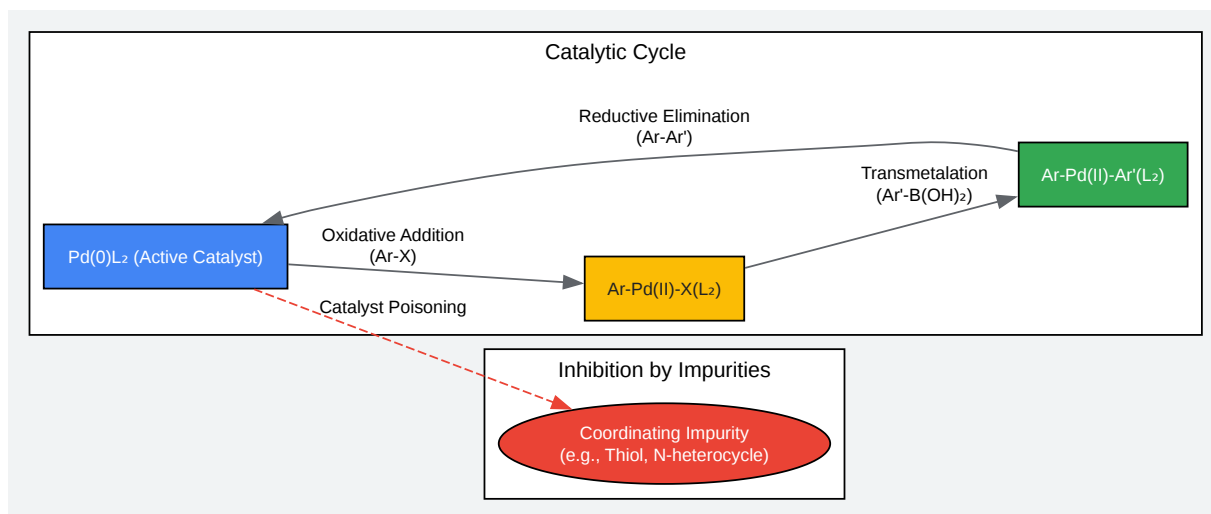 Catalytic Cycle
Reductive Elimination
(Ar-Ar')
Transmetalation
(Ar'-B(OH)₂)
Ar-Pd(II)-Ar'(L₂)
Oxidative Addition
(Ar-X)
Pd(0)L₂ (Active Catalyst)
Ar-Pd(II)-X(L₂)
Catalyst Poisoning
Inhibition by Impurities
Coordinating Impurity
(e.g., Thiol, N-heterocycle)